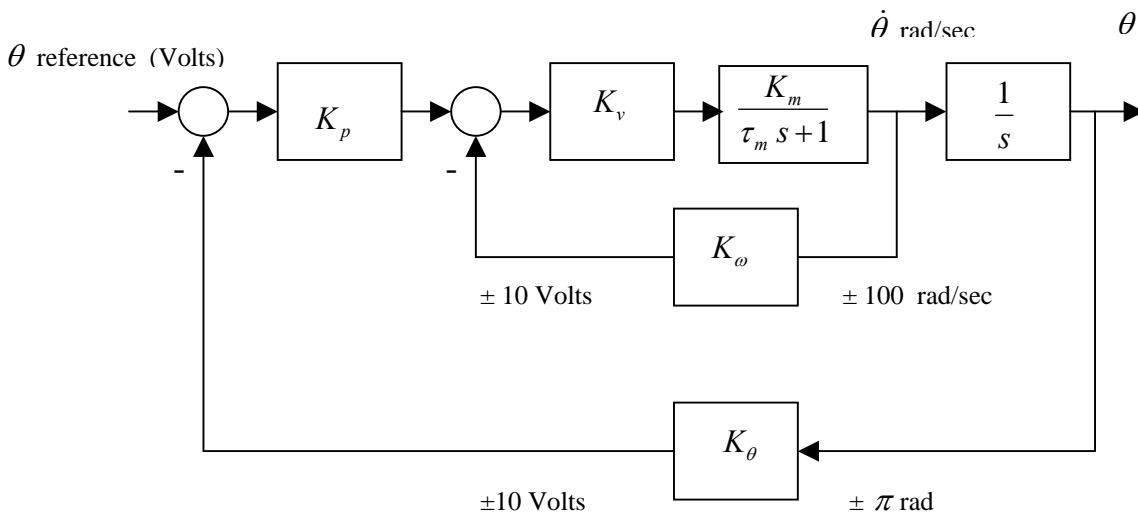 θ̇ rad/sec
θ
θ reference (Volts)
K_p
K_v
K_m
τ_m s + 1
1
s
-
-
K_ω
± 10 Volts
± 100 rad/sec
K_θ
±10 Volts
± π rad